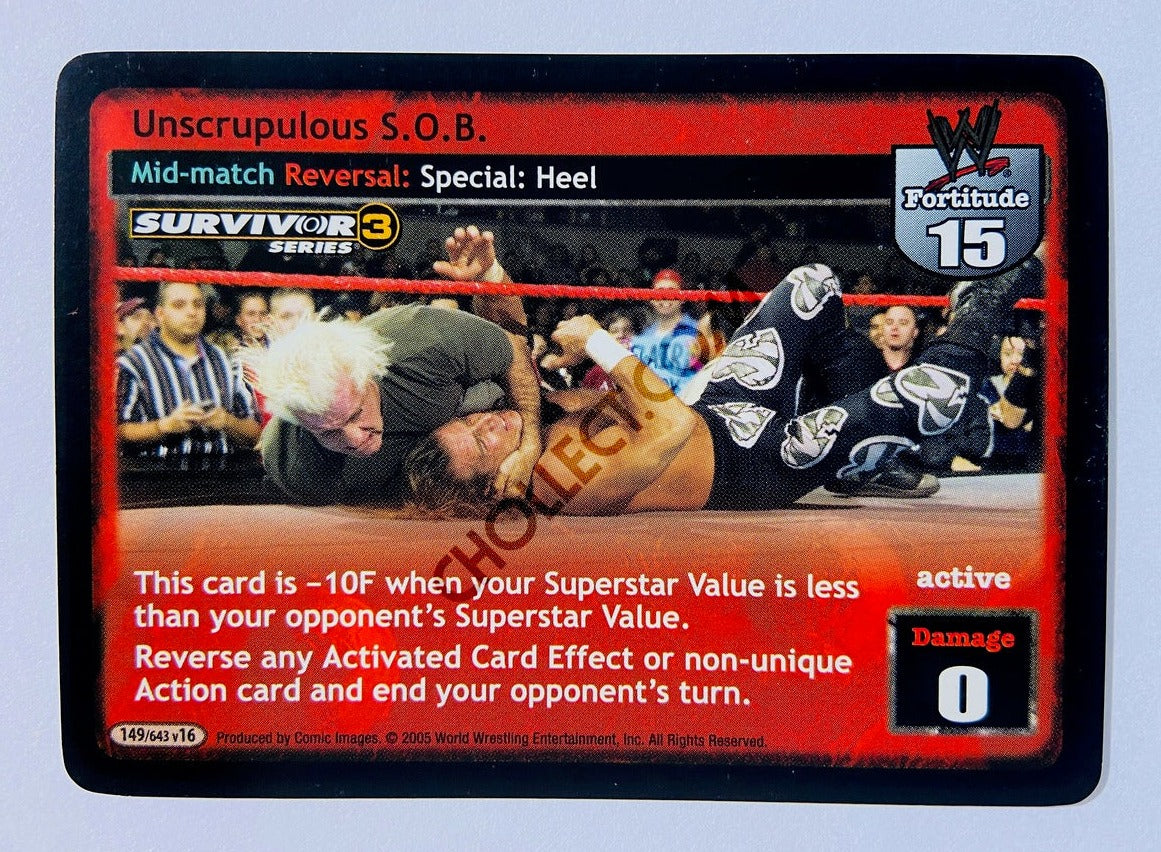 Unscrupulous S.O.B.
Mid-match Reversal: Special: Heel
W
Fortitude
15
SURVIVOR 3
SERIES
CHOLLECT.COM
This card is –10F when your Superstar Value is less
than your opponent's Superstar Value.
Reverse any Activated Card Effect or non-unique
Action card and end your opponent's turn.
active
Damage
0
149/643 v16
Produced by Comic Images. © 2005 World Wrestling Entertainment, Inc. All Rights Reserved.